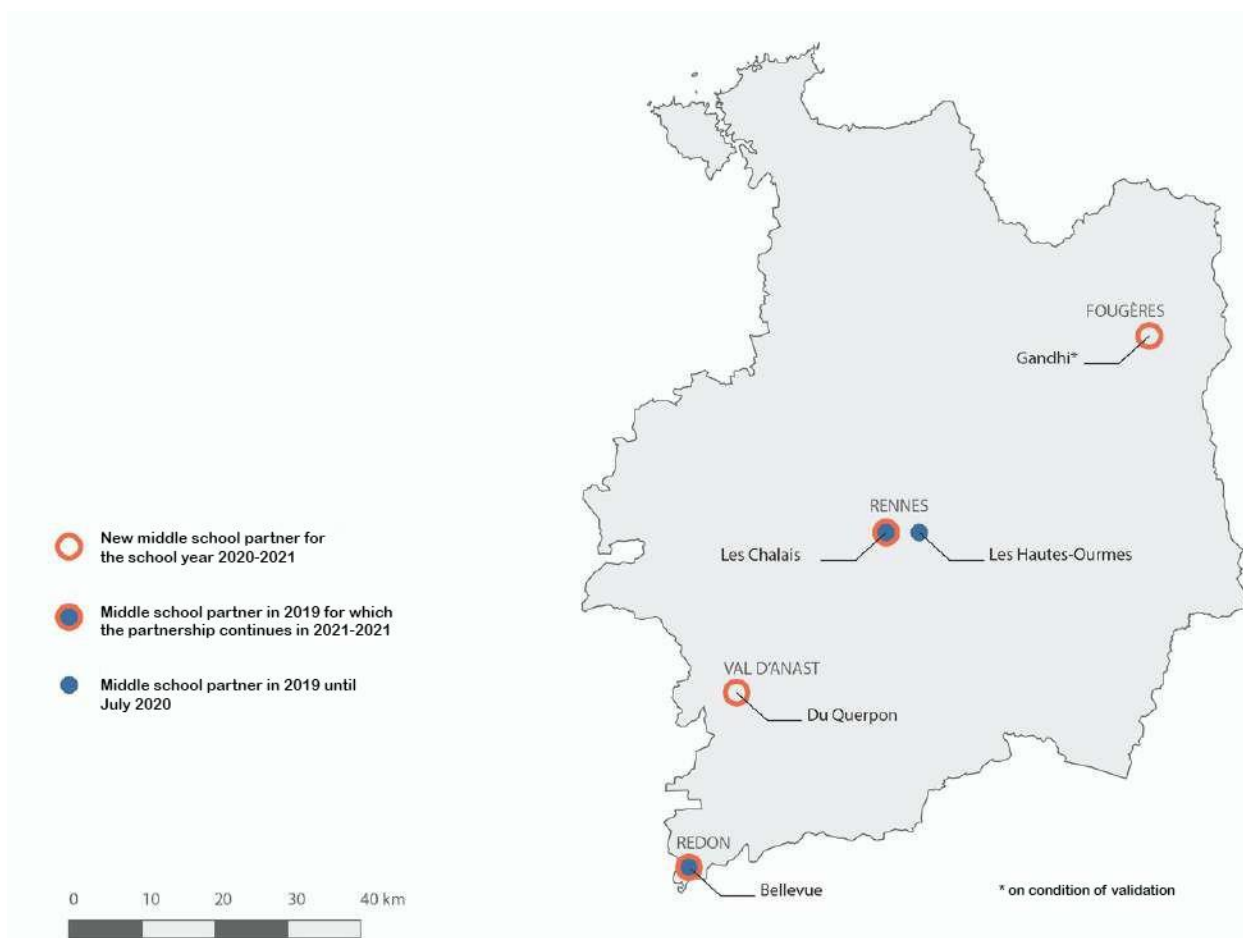 FOUGÈRES
Gandhi*
RENNES
Les Chalais
Les Hautes-Ourmes
New middle school partner for
the school year 2020-2021
Middle school partner in 2019 for which
the partnership continues in 2021-2021
Middle school partner in 2019 until
July 2020
VAL D'ANAST
Du Querpon
REDON
Bellevue
* on condition of validation
0 10 20 30 40 km